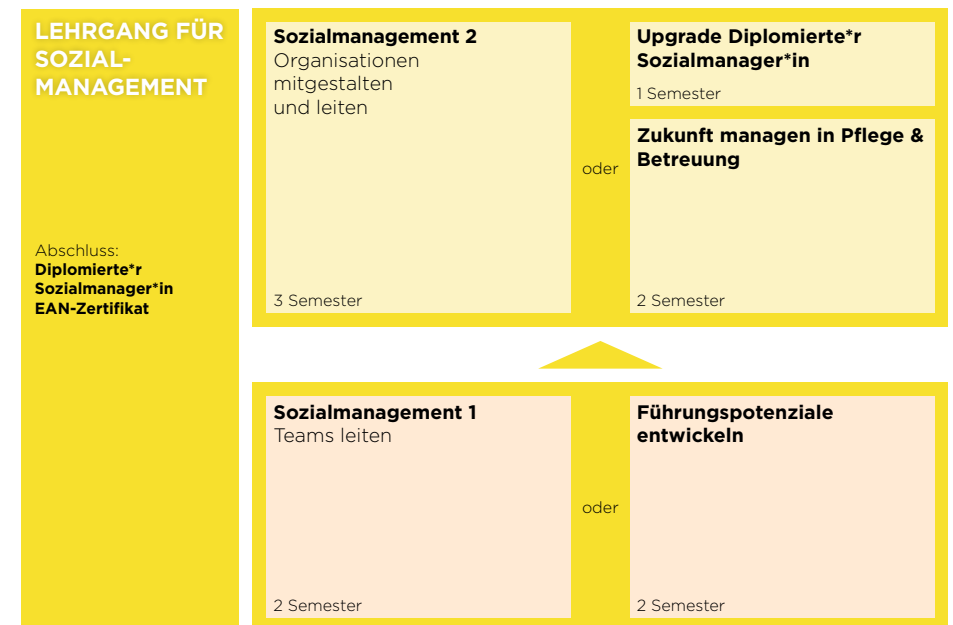 LEHRGANG FÜR
SOZIAL-
MANAGEMENT
Abschluss:
Diplomierte*r
Sozialmanager*in
EAN-Zertifikat
Sozialmanagement 2
Organisationen
mitgestalten
und leiten
3 Semester
oder
Upgrade Diplomierte*r
Sozialmanager*in
1 Semester
Zukunft managen in Pflege &
Betreuung
2 Semester
Sozialmanagement 1
Teams leiten
2 Semester
oder
Führungspotenziale
entwickeln
2 Semester